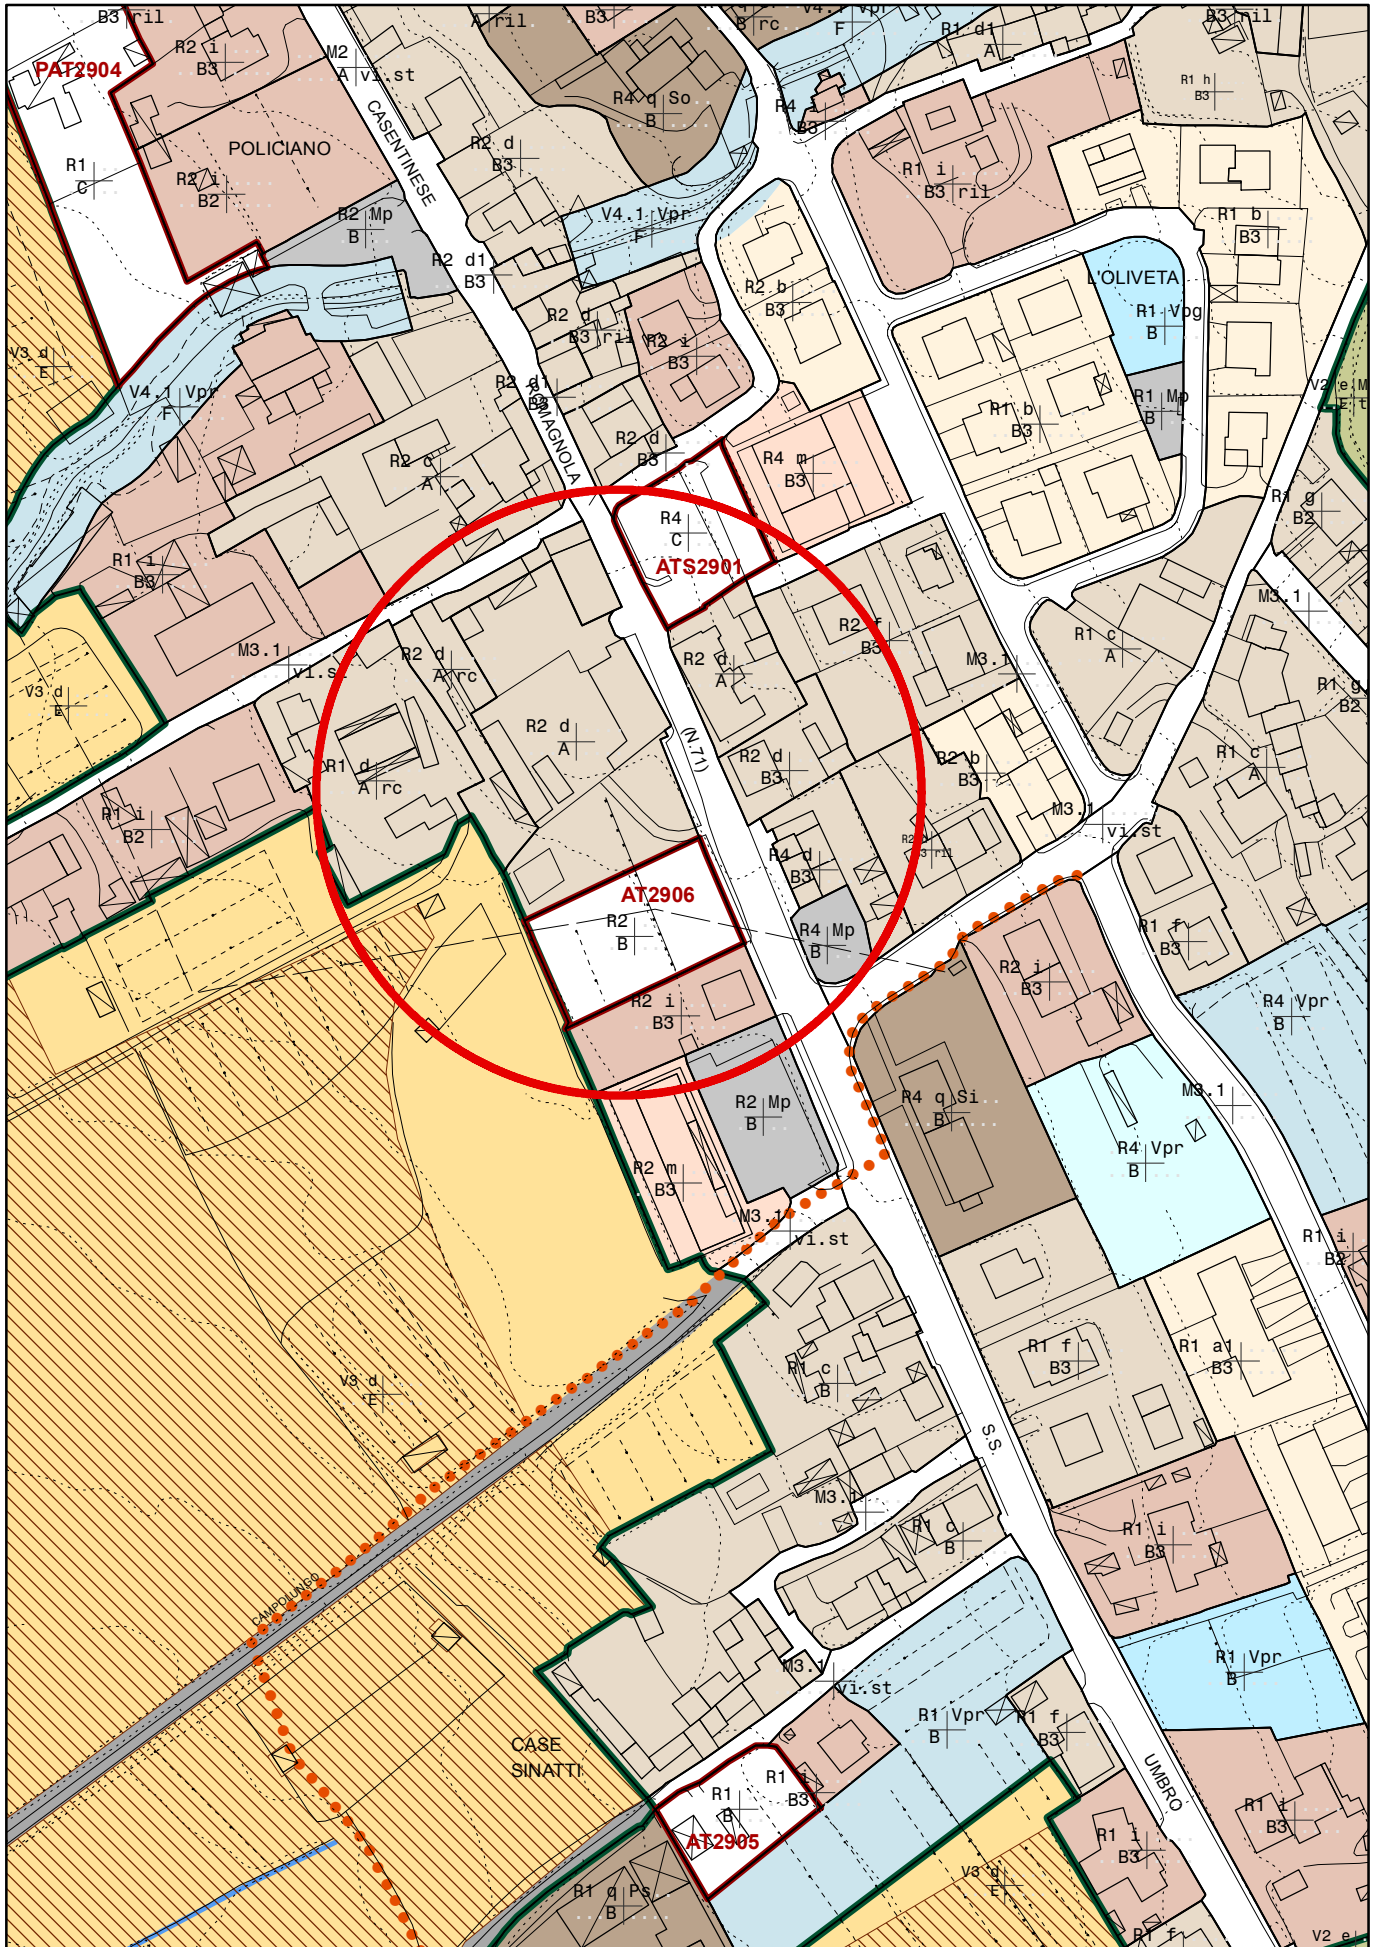 B3 ril
R2 i
B3
PAT2904
M2
A vi.st
A ril
B3
B rc
V4.1 Vpr
F
R1 d1
A
B3 ril
R1 h
B3
R4 q So
B
R4 i
B3
CASENTINESE
POLICIANO
R2 d
B3
R1
C
R2 i
B2
R1 i
B3 ril
R2 Mp
B
V4.1 Vpr
F
R1 b
B3
R2 d1
B3
L'OLIVETA
R2 b
B3
R1 Vpg
B
R2 d
B3 ril
R2 i
B3
V3 d
E
V4.1 Vpr
F
R2 d1
B3
ROMAGNOLA
R1 b
B3
R1 Mp
B
R2 c
A
R2 d
B3
R4 m
B3
R1 g
B2
R4
C
ATS2901
R1 i
B3
M3.1
R2 f
B3
R1 c
A
M3.1
vi.st
R2 d
A rc
R2 d
A
M3.1
V3 d
E
R1 g
B2
R2 d
A
(N.71)
R2 d
B3
R2 b
B3
R1 c
A
R1 d
A rc
R1 i
B2
M3.1
vi.st
R4 d
B3
AT2906
R2
B
R4 Mp
B
R1 f
B3
R2 i
B3
R2 i
B3
R4 Vpr
B
R2 Mp
B
R4 q Si
B
M3.1
R4 Vpr
B
R2 m
B3
M3.1
vi.st
R1 i
B2
R1 f
B3
R1 a1
B3
R1 c
B
V3 d
E
S.S.
M3.1
R1 c
B
R1 i
B3
CAMPOLUNGO
M3.1
vi.st
R1 Vpr
B
R1 Vpr
B
R1 f
B3
CASE
SINATTI
UMBRO
R1 i
B3
R1
B
AT2905
R1 i
B3
R1 i
B3
V3 d
E
R1 q Ps
B
R1 f
V2 e